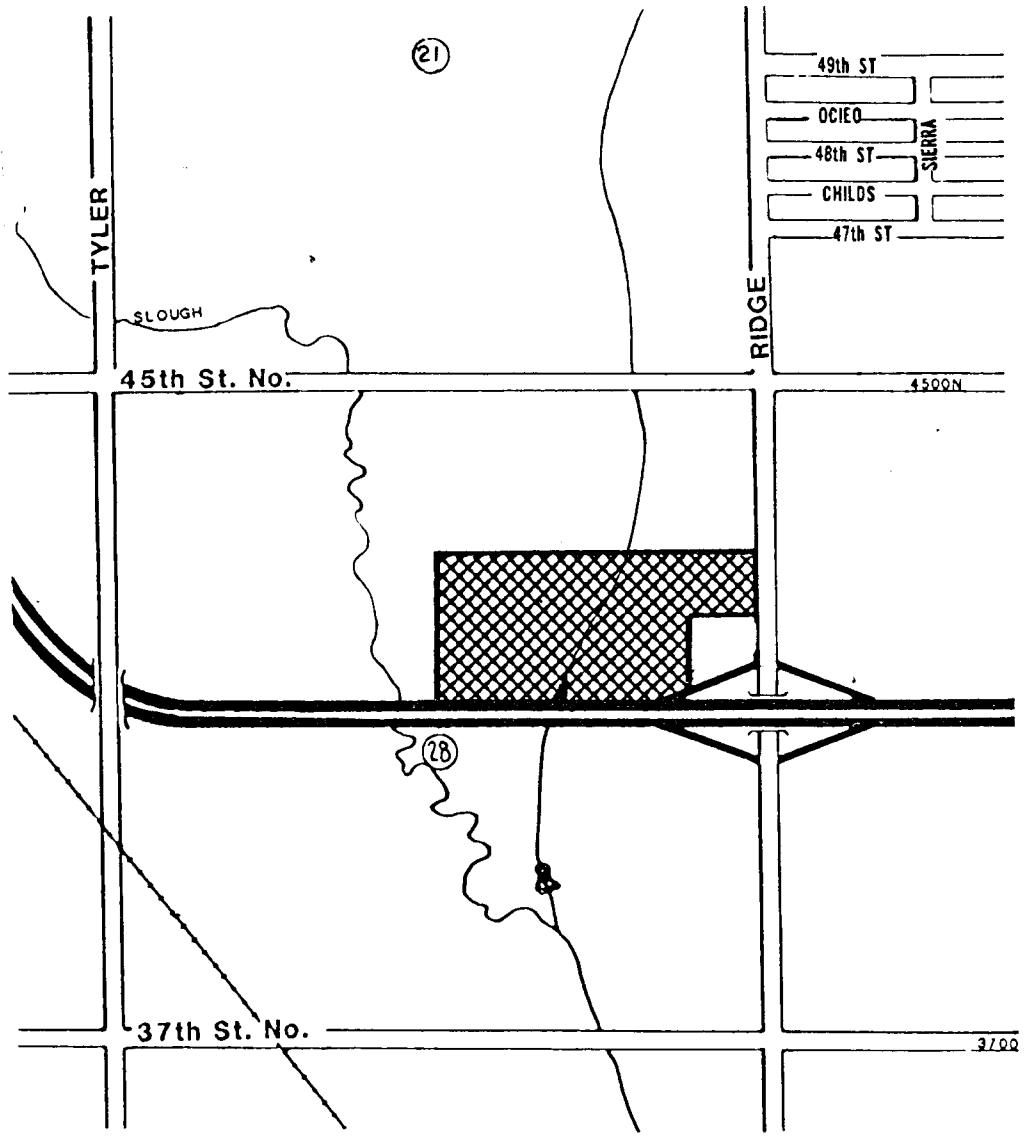 21
49th ST
OCIEO
48th ST
SIERRA
CHILDS
47th ST
TYLER
RIDGE
SLOUGH
45th St. No.
4500N
28
37th St. No.
3700